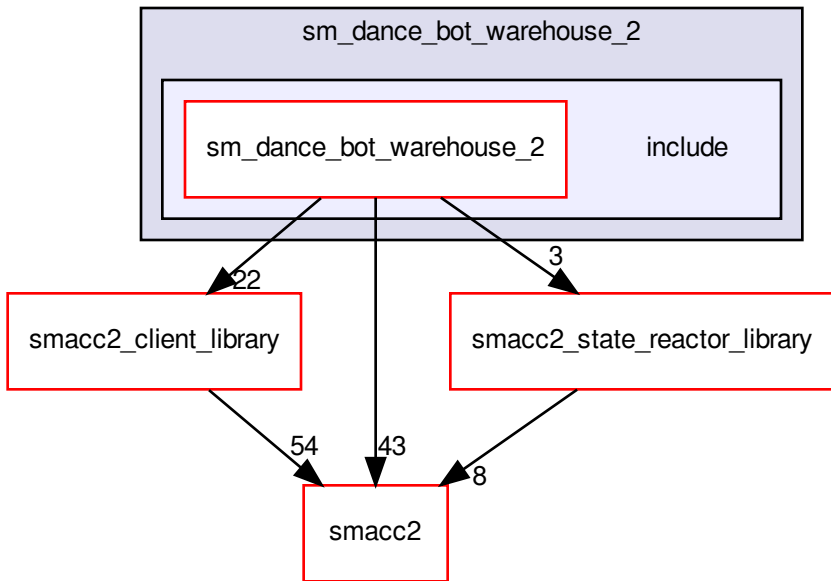 sm_dance_bot_warehouse_2
sm_dance_bot_warehouse_2
include
22
3
smacc2_client_library
smacc2_state_reactor_library
54
43
8
smacc2